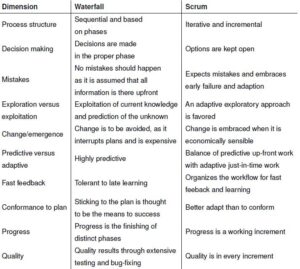 Dimension Waterfall Scrum
Process structure Sequential and based on phases Iterative and incremental
Decision making Decisions are made in the proper phase Options are kept open
Mistakes No mistakes should happen as it is assumed that all information is there upfront Expects mistakes and embraces early failure and adaption
Exploration versus exploitation Exploitation of current knowledge and prediction of the unknown An adaptive exploratory approach is favored
Change/emergence Change is to be avoided, as it interrupts plans and is expensive Change is embraced when it is economically sensible
Predictive versus adaptive Highly predictive Balance of predictive up-front work with adaptive just-in-time work
Fast feedback Tolerant to late learning Organizes the workflow for fast feeback and learning
Conformance to plan Sticking to the plan is thought to be the means to success Better adapt than to conform
Progress Progress is the finishing of distinct phases Progress is a working increment
Quality Quality results through extensive testing and bug-fixing Quality is in every increment